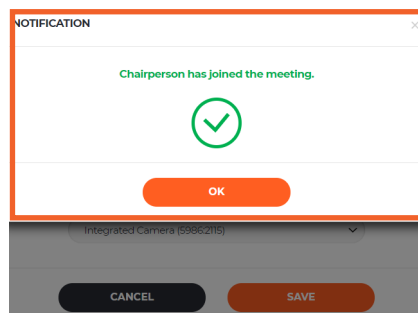 NOTIFICATION
×
Chairperson has joined the meeting.
OK
Integrated Camera (5986:2115)
CANCEL
SAVE